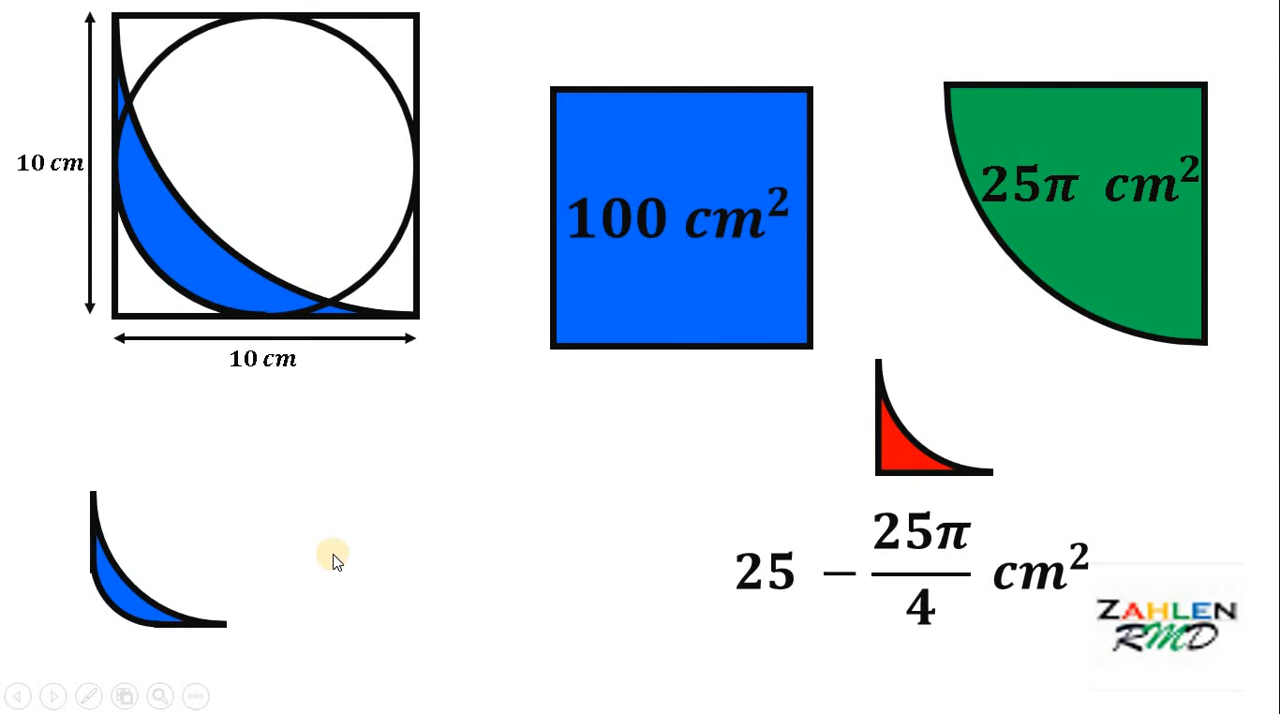 10 cm
10 cm
100 cm²
25π cm²
25 − 25π/4 cm²
ZAHLEN
RMD